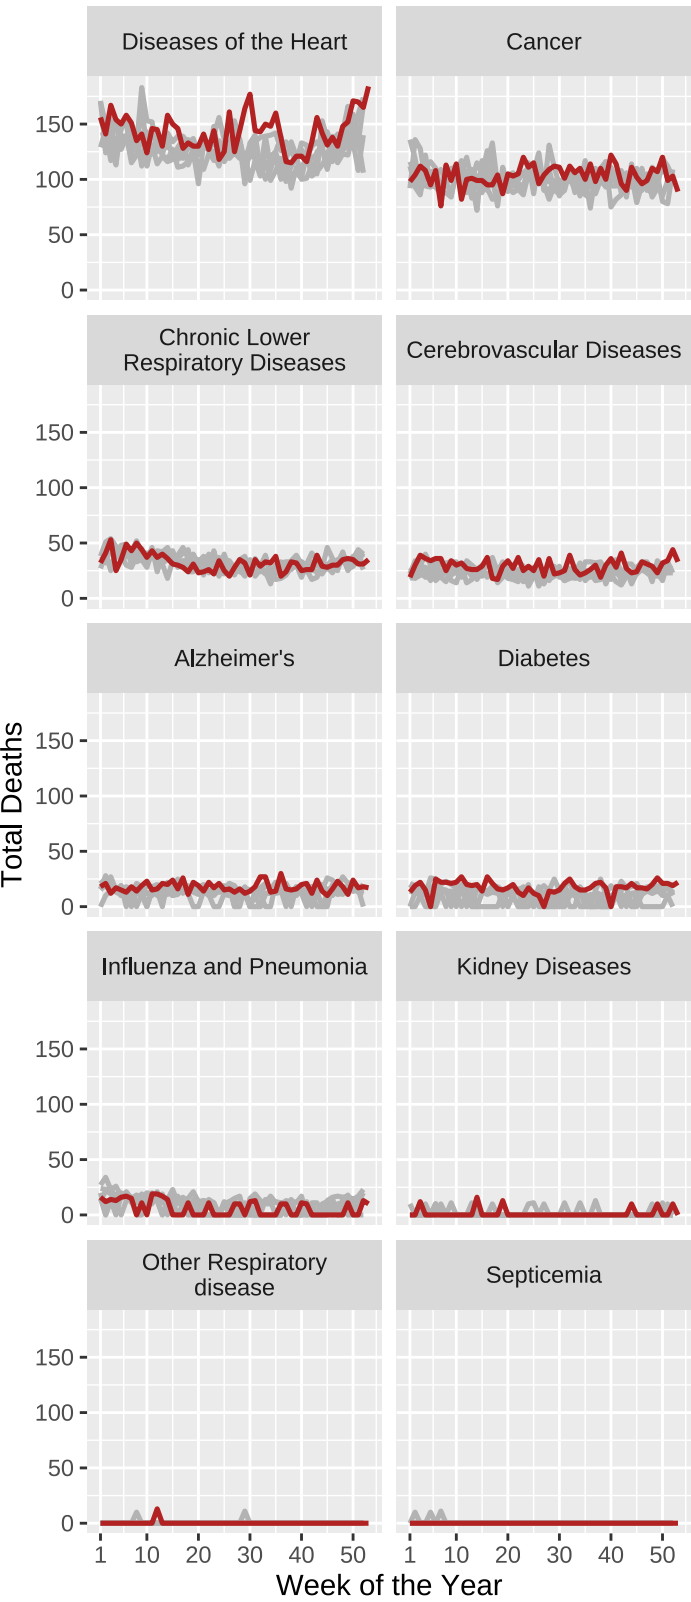 Diseases of the Heart
Cancer
150
100
50
0
Chronic Lower
Respiratory Diseases
Cerebrovascular Diseases
150
100
50
0
Alzheimer's
Diabetes
150
100
50
0
Total Deaths
Influenza and Pneumonia
Kidney Diseases
150
100
50
0
Other Respiratory
disease
Septicemia
150
100
50
0
1 10 20 30 40 50
1 10 20 30 40 50
Week of the Year